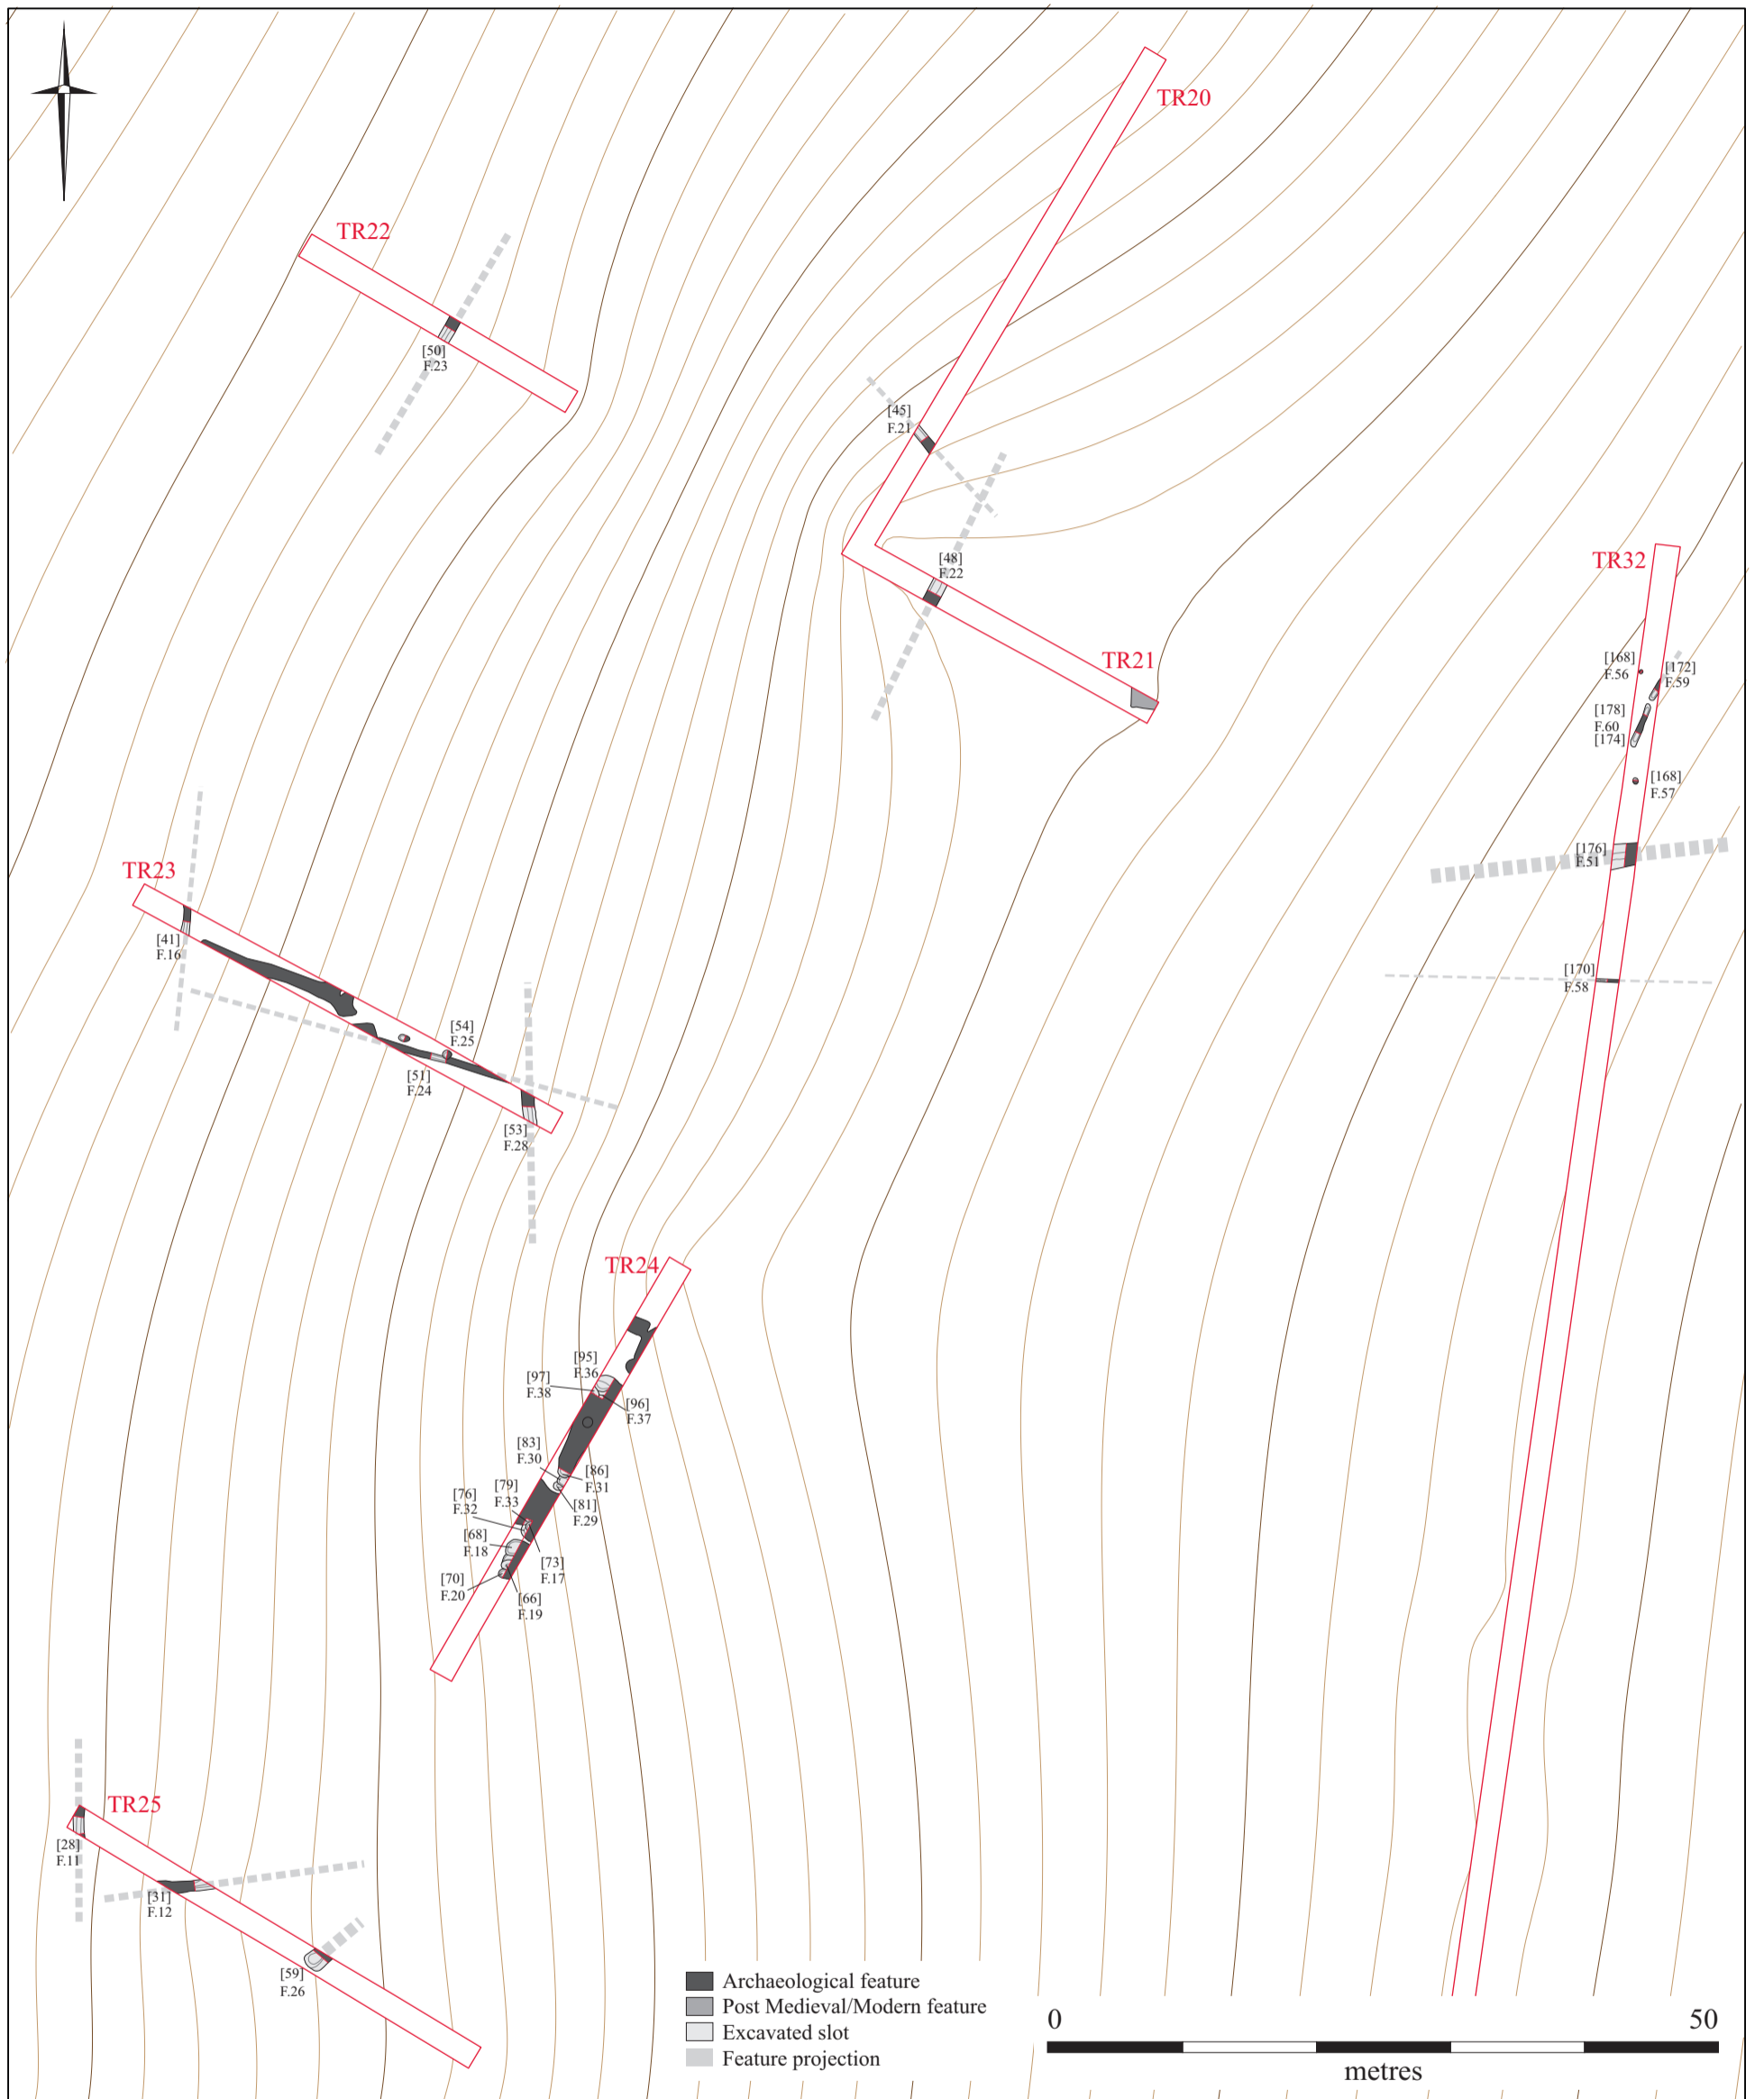 TR20
TR22
[50]
F.23
[45]
F.21
[48]
F.22
TR21
TR32
[168]
F.56
[172]
F.59
[178]
F.60
[174]
[168]
F.57
[176]
F.51
[170]
F.58
TR23
[41]
F.16
[54]
F.25
[51]
F.24
[53]
F.28
TR24
[95]
F.36
[97]
F.38
[96]
F.37
[83]
F.30
[86]
F.31
[79]
F.33
[81]
F.29
[76]
F.32
[68]
F.18
[73]
F.17
[70]
F.20
[66]
F.19
TR25
[28]
F.11
[31]
F.12
[59]
F.26
Archaeological feature
Post Medieval/Modern feature
Excavated slot
Feature projection
0 50
metres